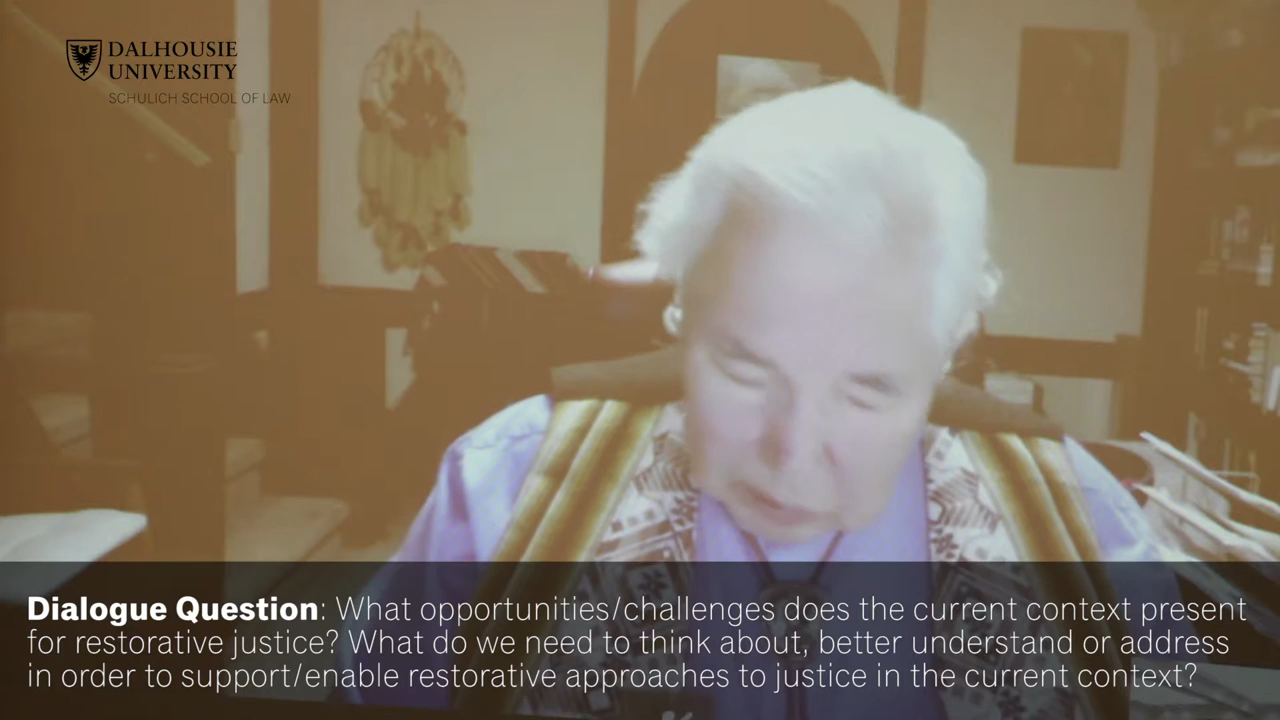 DALHOUSIE
UNIVERSITY
SCHULICH SCHOOL OF LAW
Dialogue Question: What opportunities/challenges does the current context present
for restorative justice? What do we need to think about, better understand or address
in order to support/enable restorative approaches to justice in the current context?